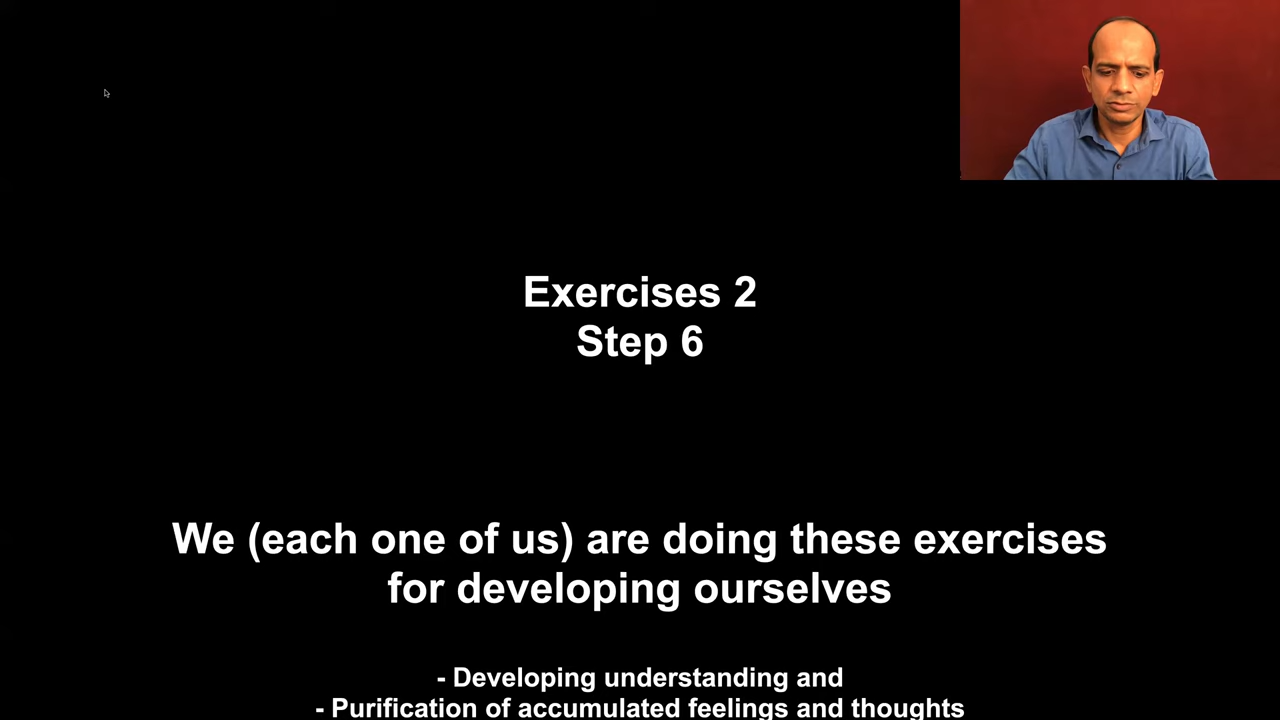 Exercises 2
Step 6
We (each one of us) are doing these exercises
for developing ourselves
- Developing understanding and
- Purification of accumulated feelings and thoughts